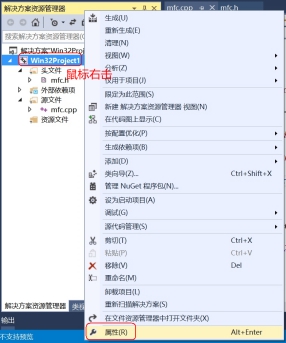 解决方案资源管理器
mfc.cpp
mfc.h
搜索解决方案资源管理器
解决方案"Win32Project
Win32Project1
头文件
mfc.h
外部依赖项
源文件
mfc.cpp
资源文件
鼠标右击
生成(U)
重新生成(E)
清理(N)
视图(W)
分析(Z)
仅用于项目(J)
限定为此范围(S)
新建 解决方案资源管理器 视图(N)
在代码图上显示(C)
按配置优化(P)
生成依赖项(B)
添加(D)
类向导(Z)... Ctrl+Shift+X
管理 NuGet 程序包(N)...
设为启动项目(A)
调试(G)
源代码管理(S)
剪切(T) Ctrl+X
粘贴(P) Ctrl+V
移除(V) Del
重命名(M)
卸载项目(L)
重新扫描解决方案(S)
在文件资源管理器中打开文件夹(X)
属性(R) Alt+Enter
解决方案资源管理器
类视
输出
不支持预览